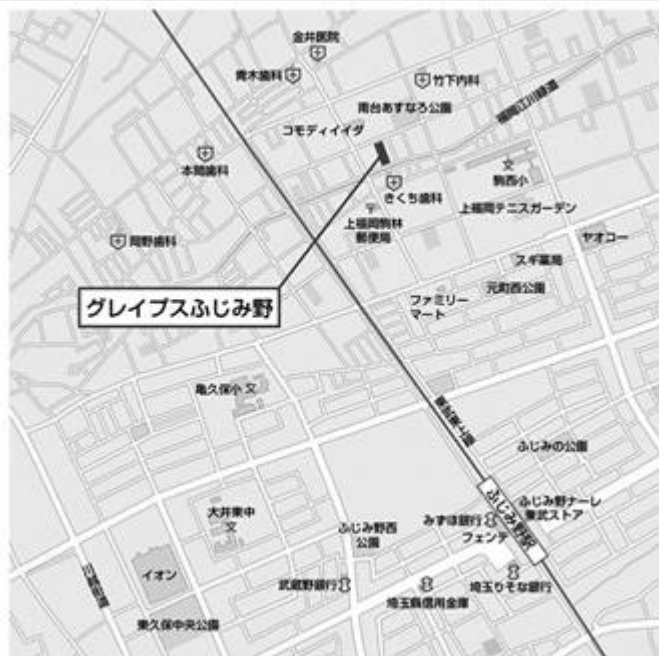 金井医院
青木歯科
竹下内科
南台あすなろ公園
福岡江川緑道
コモディイイダ
本間歯科
駒西小
きくち歯科
上福岡テニスガーデン
上福岡駒林
郵便局
岡野歯科
ヤオコー
スギ薬局
元町西公園
グレイプスふじみ野
ファミリー
マート
亀久保小
東武東上線
ふじみの公園
ふじみ野駅
ふじみ野ナーレ
東武ストア
みずほ銀行
フェンテ
大井東中
ふじみ野西
公園
イオン
武蔵野銀行
埼玉縣信用金庫
埼玉りそな銀行
東久保中央公園